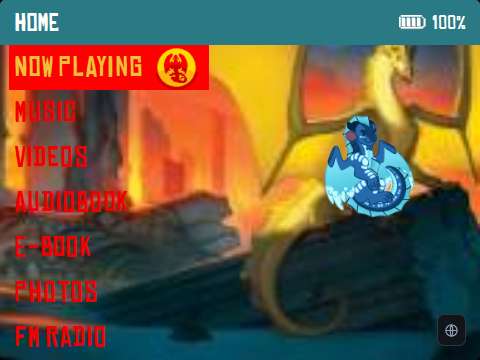 HOME
100%
NOW PLAYING
MUSIC
VIDEOS
AUDIOBOOK
E-BOOK
PHOTOS
FM RADIO